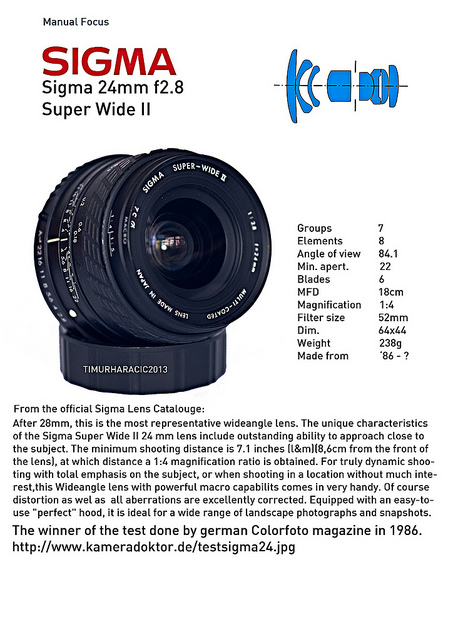 Manual Focus
SIGMA
Sigma 24mm f2.8
Super Wide II
SIGMA SUPER-WIDE II
1:2.8 f=24mm
MULTI-COATED
LENS MADE IN JAPAN
MACRO
TIMURHARACIC2013
Groups 7
Elements 8
Angle of view 84.1
Min. apert. 22
Blades 6
MFD 18cm
Magnification 1:4
Filter size 52mm
Dim. 64x44
Weight 238g
Made from ‘86 - ?
From the official Sigma Lens Catalouge:
After 28mm, this is the most representative wideangle lens. The unique characteristics
of the Sigma Super Wide II 24 mm lens include outstanding ability to approach close to
the subject. The minimum shooting distance is 7.1 inches (l&m)(8,6cm from the front of
the lens), at which distance a 1:4 magnification ratio is obtained. For truly dynamic shoo-
ting with total emphasis on the subject, or when shooting in a location without much inte-
rest,this Wideangle lens with powerful macro capabilits comes in very handy. Of course
distortion as wel as all aberrations are excellently corrected. Equipped with an easy-to-
use "perfect" hood, it is ideal for a wide range of landscape photographs and snapshots.
The winner of the test done by german Colorfoto magazine in 1986.
http://www.kameradoktor.de/testsigma24.jpg